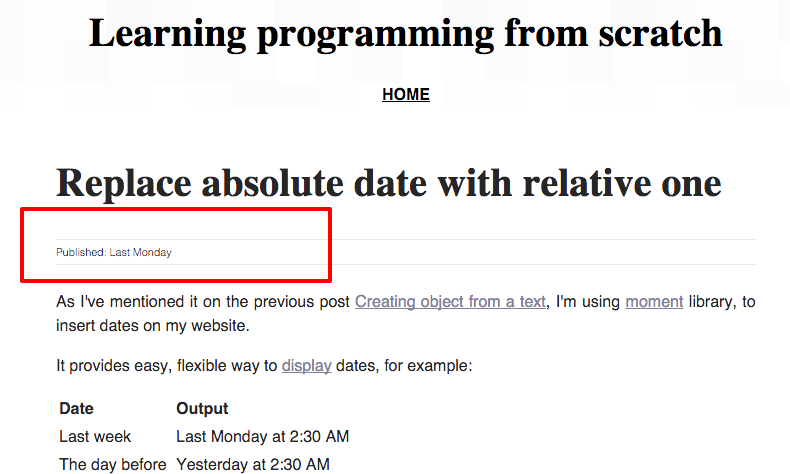 Learning programming from scratch
HOME
Replace absolute date with relative one
Published: Last Monday
As I've mentioned it on the previous post Creating object from a text, I'm using moment library, to
insert dates on my website.
It provides easy, flexible way to display dates, for example:
Date Output
Last week Last Monday at 2:30 AM
The day before Yesterday at 2:30 AM